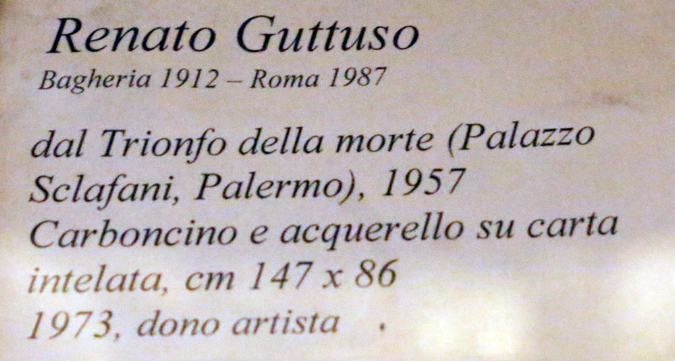 Renato Guttuso
Bagheria 1912 – Roma 1987
dal Trionfo della morte (Palazzo
Sclafani, Palermo), 1957
Carboncino e acquerello su carta
intelata, cm 147 x 86
1973, dono artista